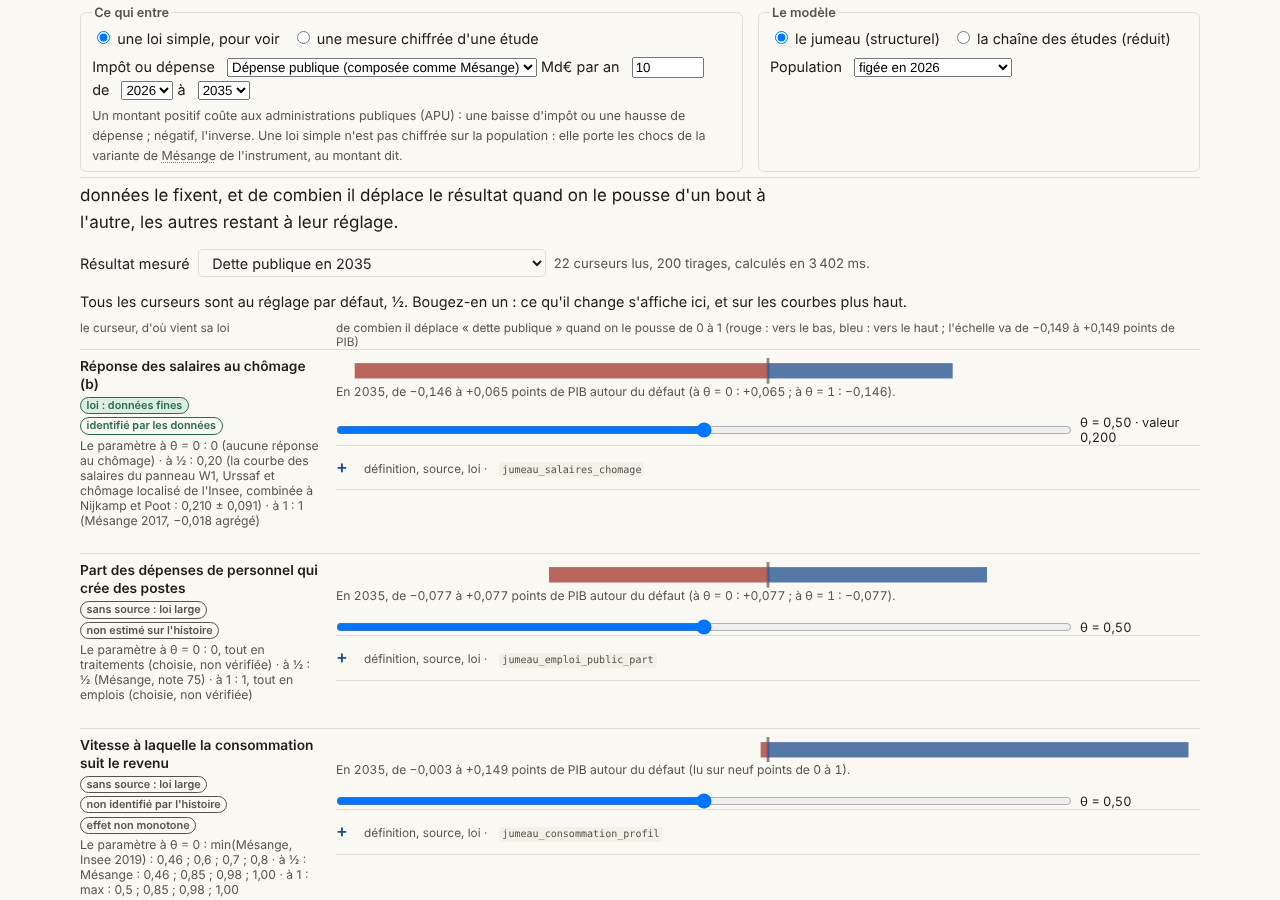 Ce qui entre
une loi simple, pour voir une mesure chiffrée d'une étude
Impôt ou dépense Dépense publique (composée comme Mésange) Md€ par an 10
de 2026 à 2035
Un montant positif coûte aux administrations publiques (APU) : une baisse d'impôt ou une hausse de
dépense ; négatif, l'inverse. Une loi simple n'est pas chiffrée sur la population : elle porte les chocs de la
variante de Mésange de l'instrument, au montant dit.
Le modèle
le jumeau (structurel) la chaîne des études (réduit)
Population figée en 2026
données le fixent, et de combien il déplace le résultat quand on le pousse d'un bout à
l'autre, les autres restant à leur réglage.
Résultat mesuré Dette publique en 2035 22 curseurs lus, 200 tirages, calculés en 3 402 ms.
Tous les curseurs sont au réglage par défaut, ½. Bougez-en un : ce qu'il change s'affiche ici, et sur les courbes plus haut.
le curseur, d'où vient sa loi
de combien il déplace « dette publique » quand on le pousse de 0 à 1 (rouge : vers le bas, bleu : vers le haut ; l'échelle va de −0,149 à +0,149 points de
PIB)
Réponse des salaires au chômage
(b)
loi : données fines
identifié par les données
Le paramètre à θ = 0 : 0 (aucune réponse
au chômage) · à ½ : 0,20 (la courbe des
salaires du panneau W1, Urssaf et
chômage localisé de l'Insee, combinée à
Nijkamp et Poot : 0,210 ± 0,091) · à 1 : 1
(Mésange 2017, −0,018 agrégé)
En 2035, de −0,146 à +0,065 points de PIB autour du défaut (à θ = 0 : +0,065 ; à θ = 1 : −0,146).
θ = 0,50 · valeur
0,200
+ définition, source, loi · jumeau_salaires_chomage
Part des dépenses de personnel qui
crée des postes
sans source : loi large
non estimé sur l'histoire
Le paramètre à θ = 0 : 0, tout en
traitements (choisie, non vérifiée) · à ½ :
½ (Mésange, note 75) · à 1 : 1, tout en
emplois (choisie, non vérifiée)
En 2035, de −0,077 à +0,077 points de PIB autour du défaut (à θ = 0 : +0,077 ; à θ = 1 : −0,077).
θ = 0,50
+ définition, source, loi · jumeau_emploi_public_part
Vitesse à laquelle la consommation
suit le revenu
sans source : loi large
non identifié par l'histoire
effet non monotone
Le paramètre à θ = 0 : min(Mésange,
Insee 2019) : 0,46 ; 0,6 ; 0,7 ; 0,8 · à ½ :
Mésange : 0,46 ; 0,85 ; 0,98 ; 1,00 · à 1 :
max : 0,5 ; 0,85 ; 0,98 ; 1,00
En 2035, de −0,003 à +0,149 points de PIB autour du défaut (lu sur neuf points de 0 à 1).
θ = 0,50
+ définition, source, loi · jumeau_consommation_profil